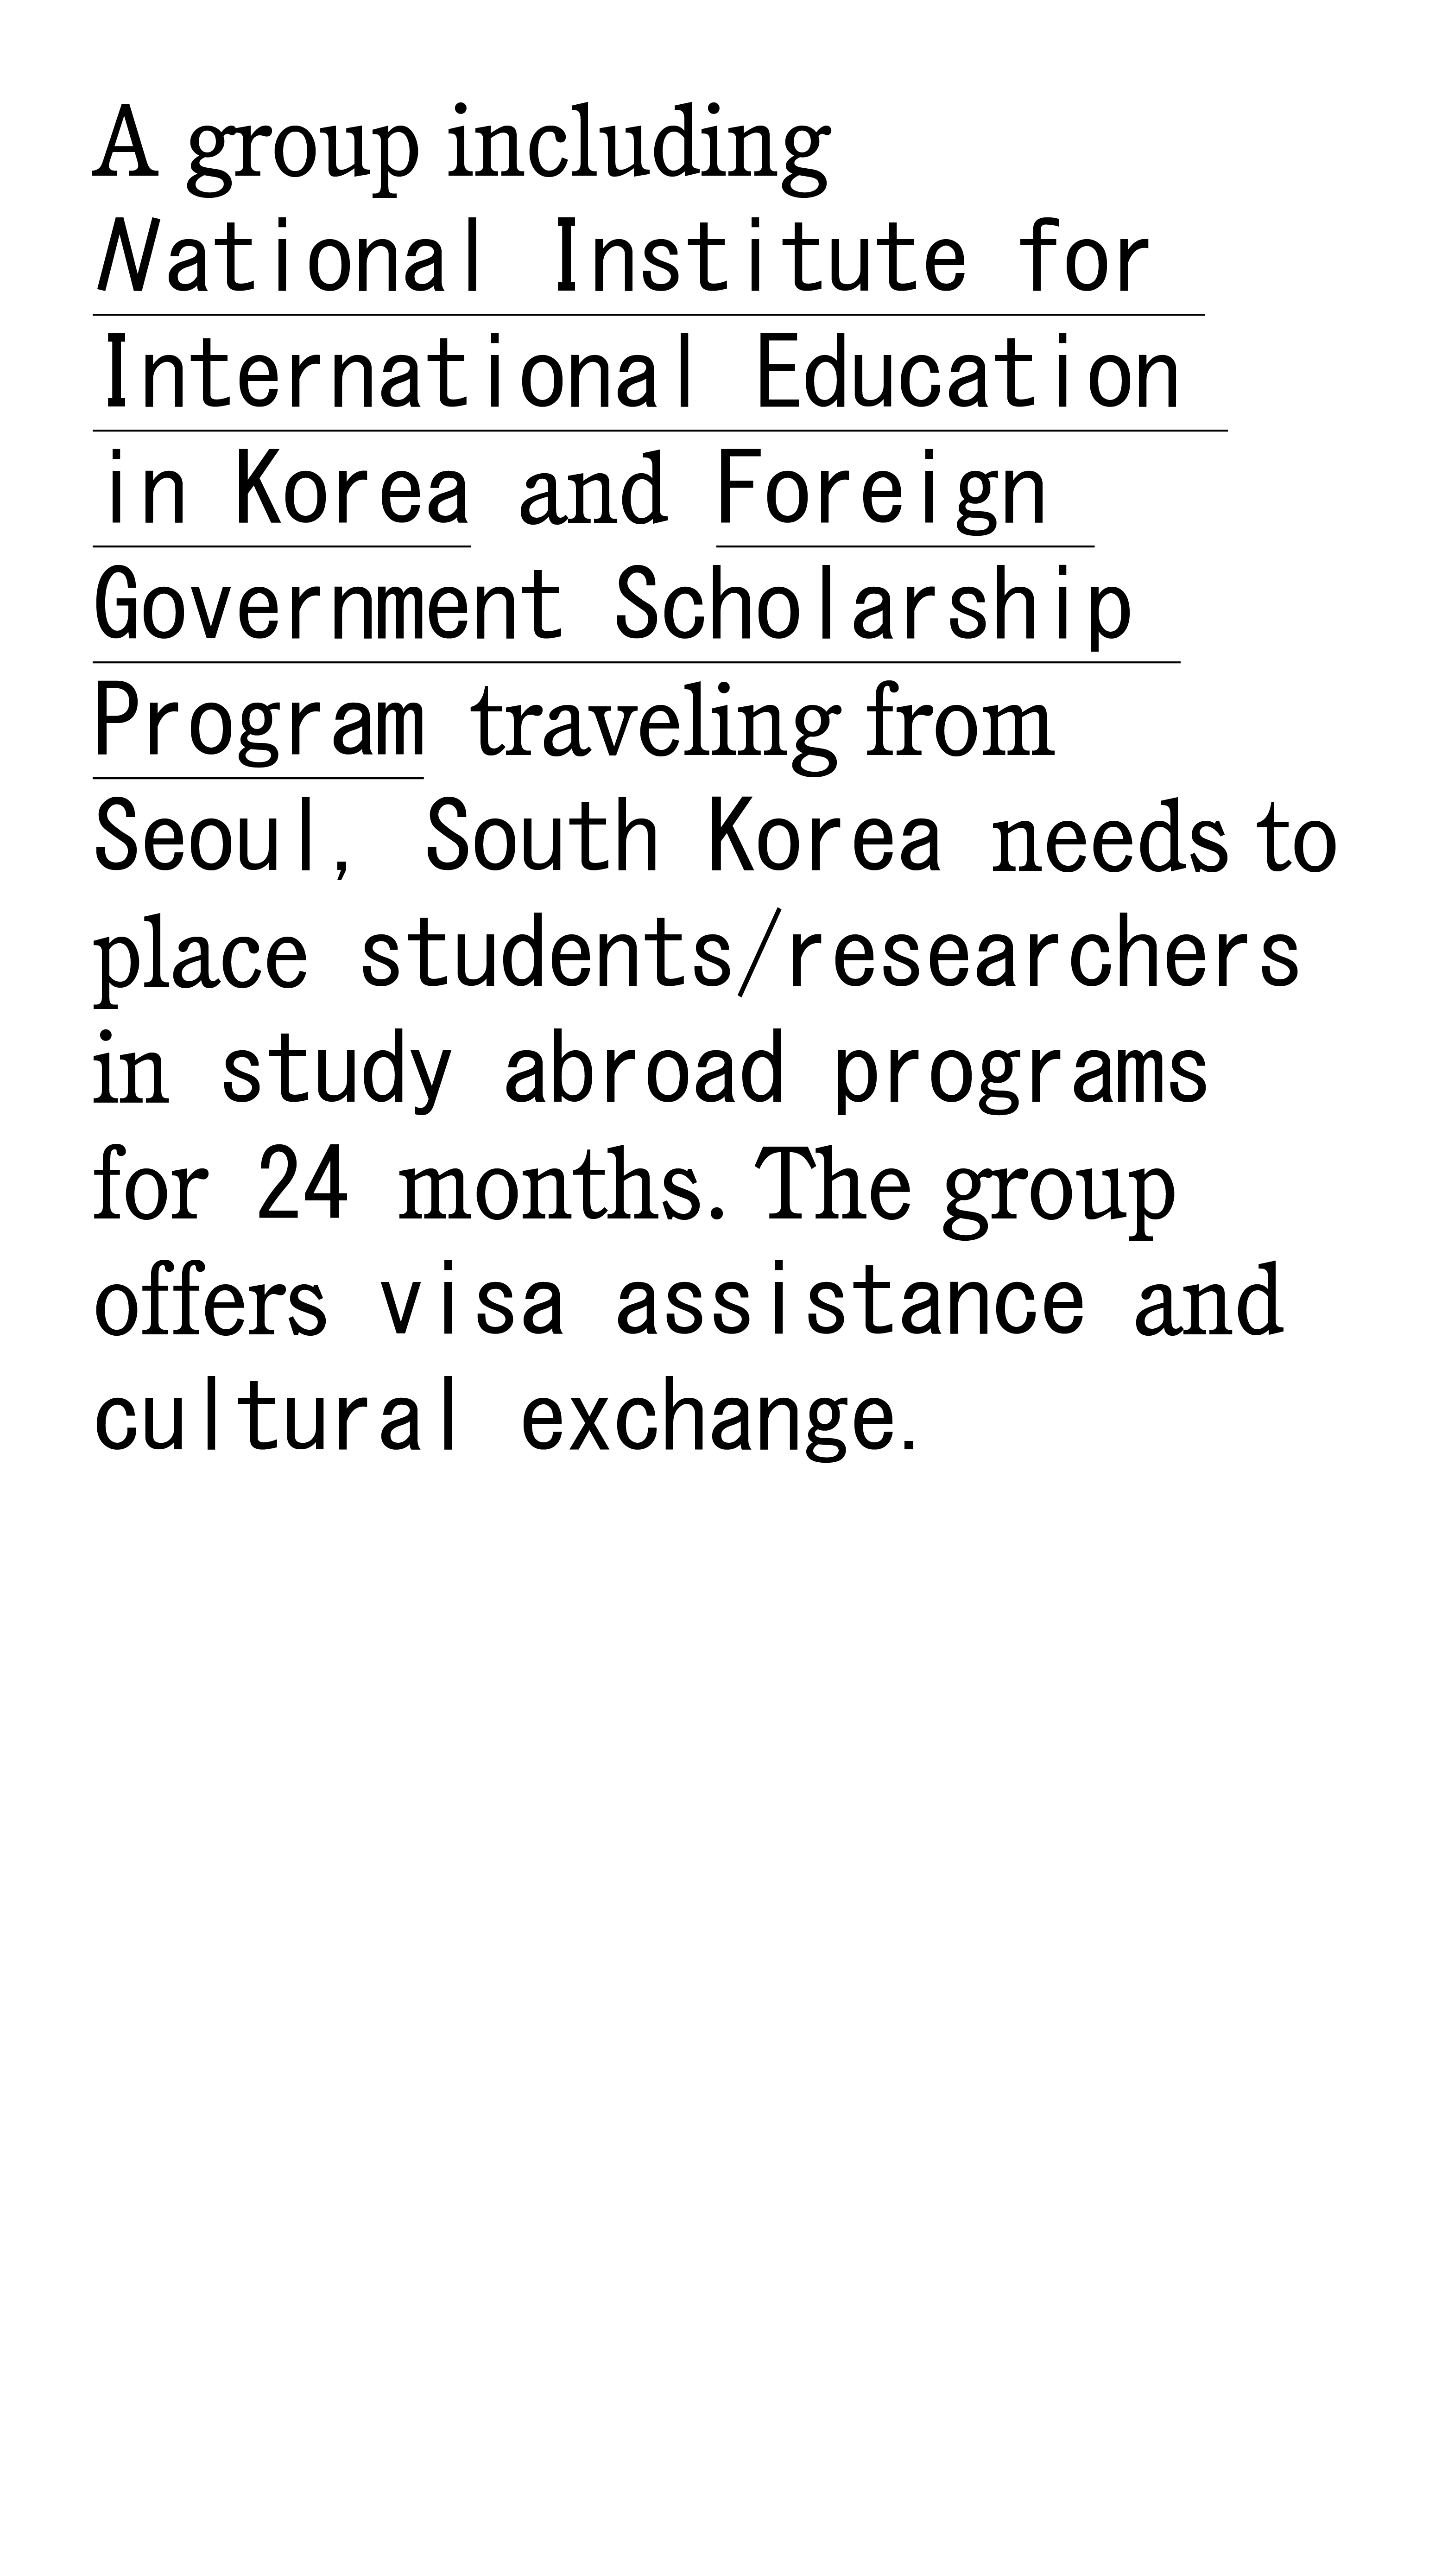 A group including
National Institute for
International Education
in Korea and Foreign
Government Scholarship
Program traveling from
Seoul, South Korea needs to
place students/researchers
in study abroad programs
for 24 months. The group
offers visa assistance and
cultural exchange.